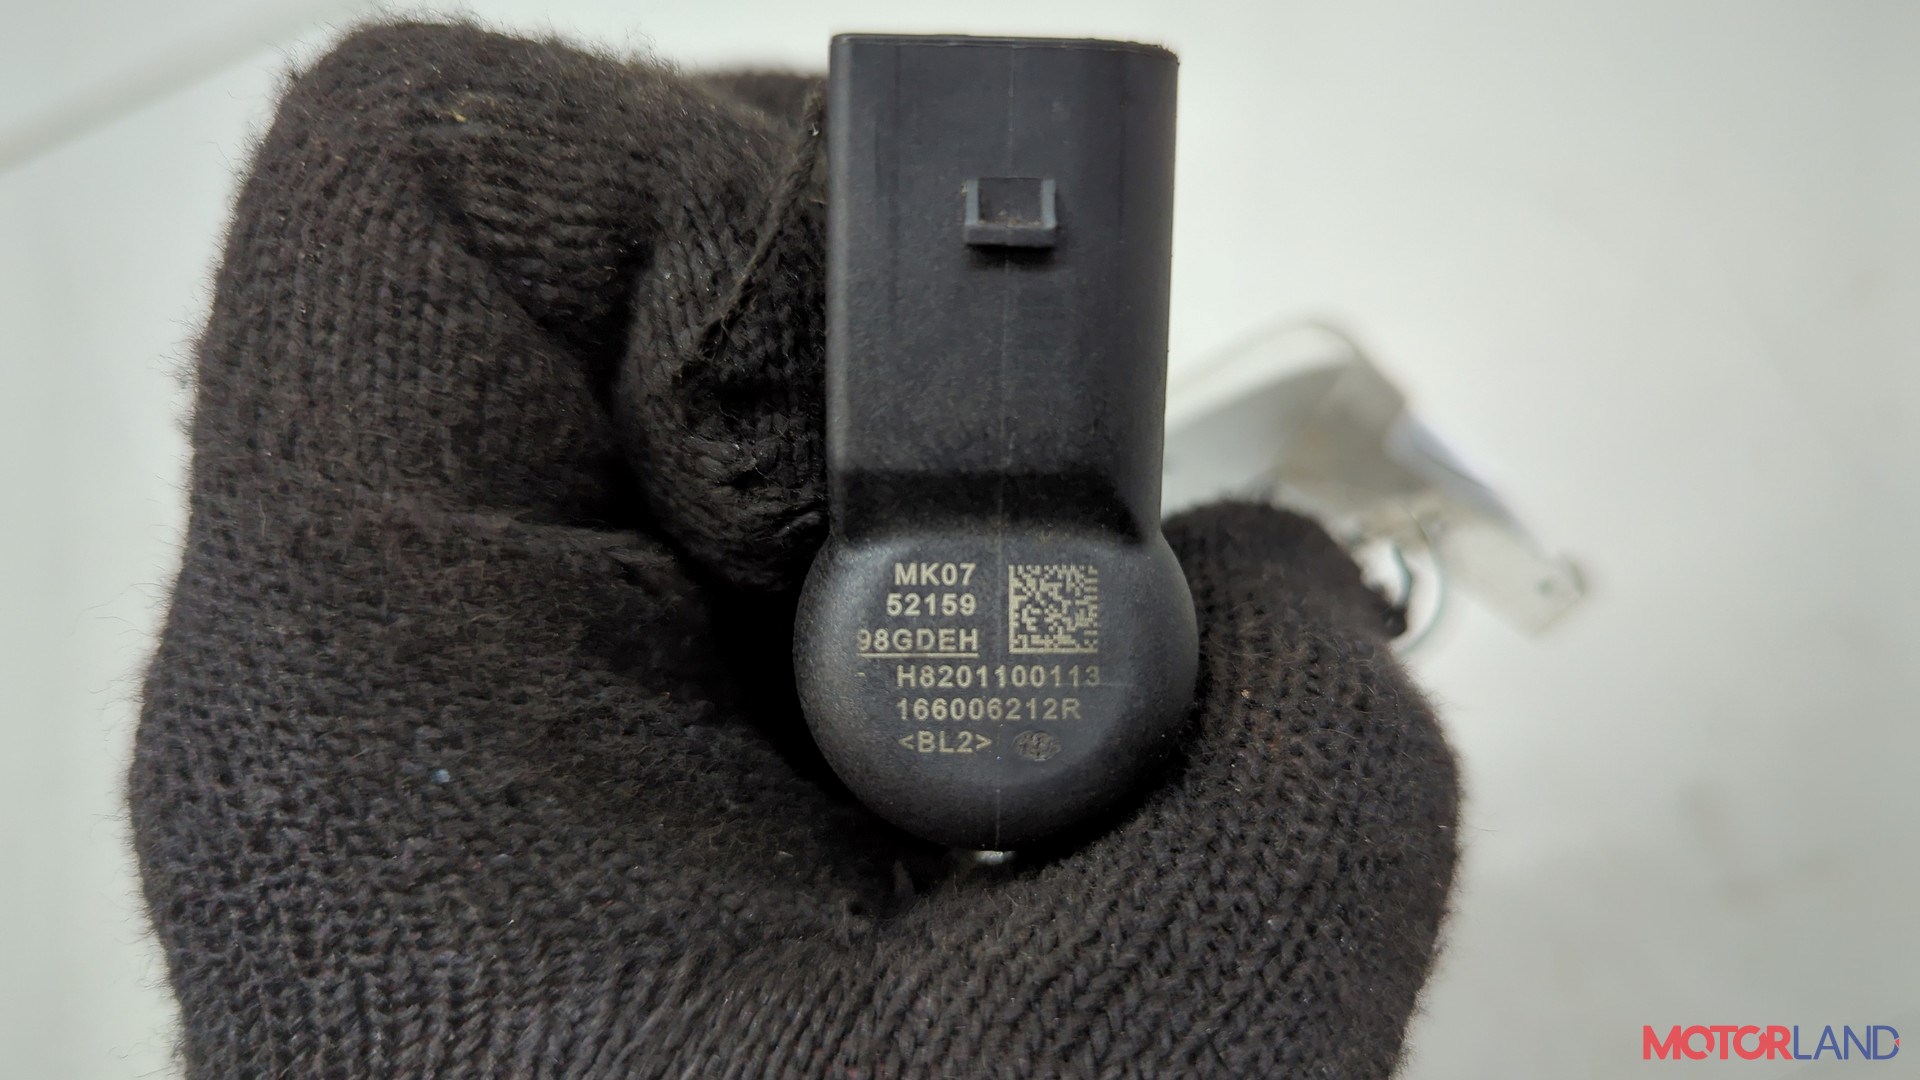 MK07
52159
98GDEH
H8201100113
166006212R
<BL2>
MOTORLAND